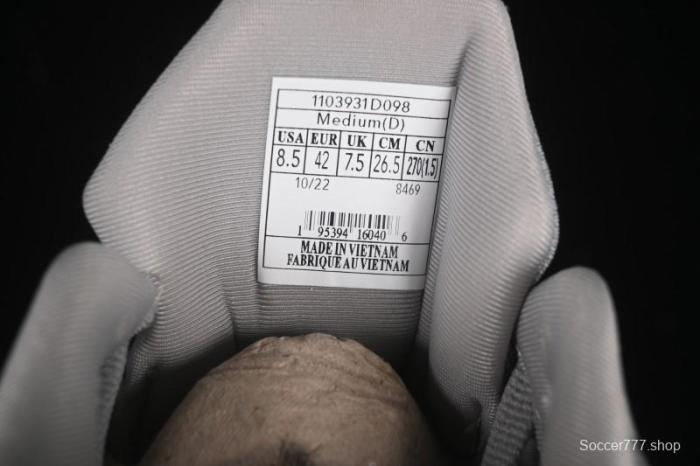 1103931D098
Medium(D)
USA EUR UK CM CN
8.5 42 7.5 26.5 270(1.5)
10/22 8469
1 95394 16040 6
MADE IN VIETNAM
FABRIQUE AU VIETNAM
Soccer777.shop